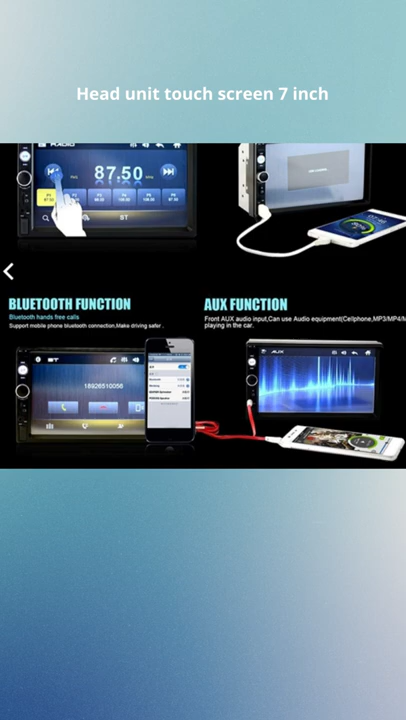 Head unit touch screen 7 inch
RADIO
87.50
ST
BLUETOOTH FUNCTION
Bluetooth hands free calls
Support mobile phone bluetooth connection,Make driving safer .
AUX FUNCTION
Front AUX audio input,Can use Audio equipment(Cellphone,MP3/MP4/M
playing in the car.
BT
18926510058
AUX